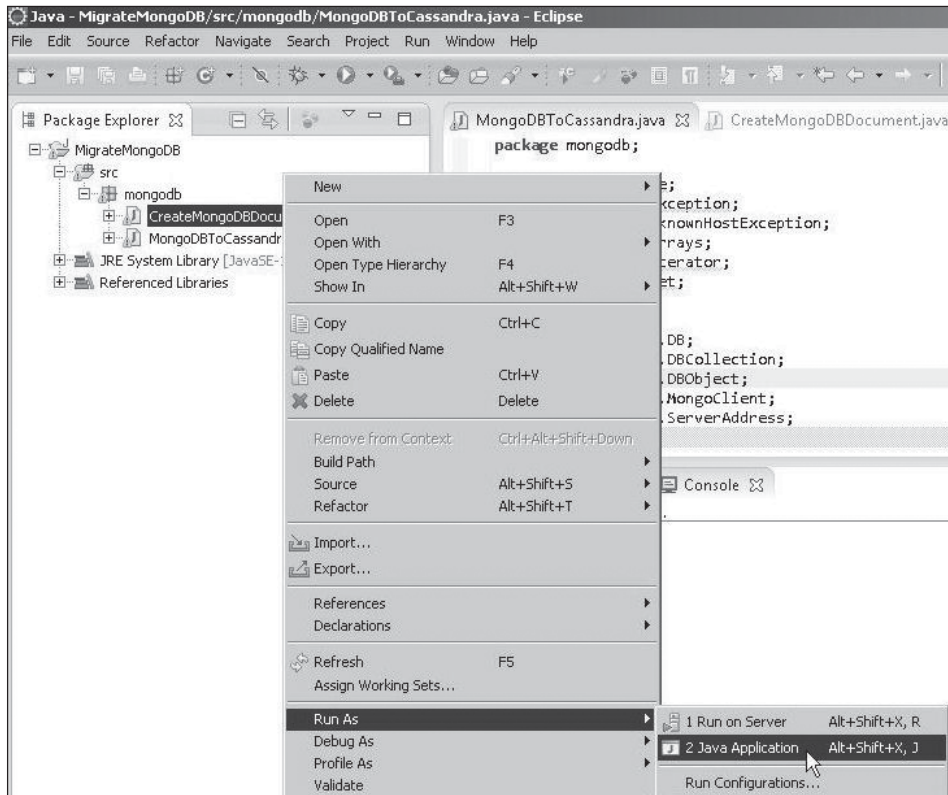 Java - MigrateMongoDB/src/mongodb/MongoDBToCassandra.java - Eclipse
File Edit Source Refactor Navigate Search Project Run Window Help
Package Explorer
MigrateMongoDB
src
mongodb
CreateMongoDBDocu
MongoDBToCassandr
JRE System Library [JavaSE-
Referenced Libraries
MongoDBToCassandra.java CreateMongoDBDocument.java
package mongodb;
e;
xception;
knownHostException;
rrays;
terator;
et;
.DB;
.DBCollection;
.DBObject;
.MongoClient;
.ServerAddress;
Console
New
Open F3
Open With
Open Type Hierarchy F4
Show In Alt+Shift+W
Copy Ctrl+C
Copy Qualified Name
Paste Ctrl+V
Delete Delete
Remove from Context Ctrl+Alt+Shift+Down
Build Path
Source Alt+Shift+S
Refactor Alt+Shift+T
Import...
Export...
References
Declarations
Refresh F5
Assign Working Sets...
Run As
Debug As
Profile As
Validate
1 Run on Server Alt+Shift+X, R
2 Java Application Alt+Shift+X, J
Run Configurations...